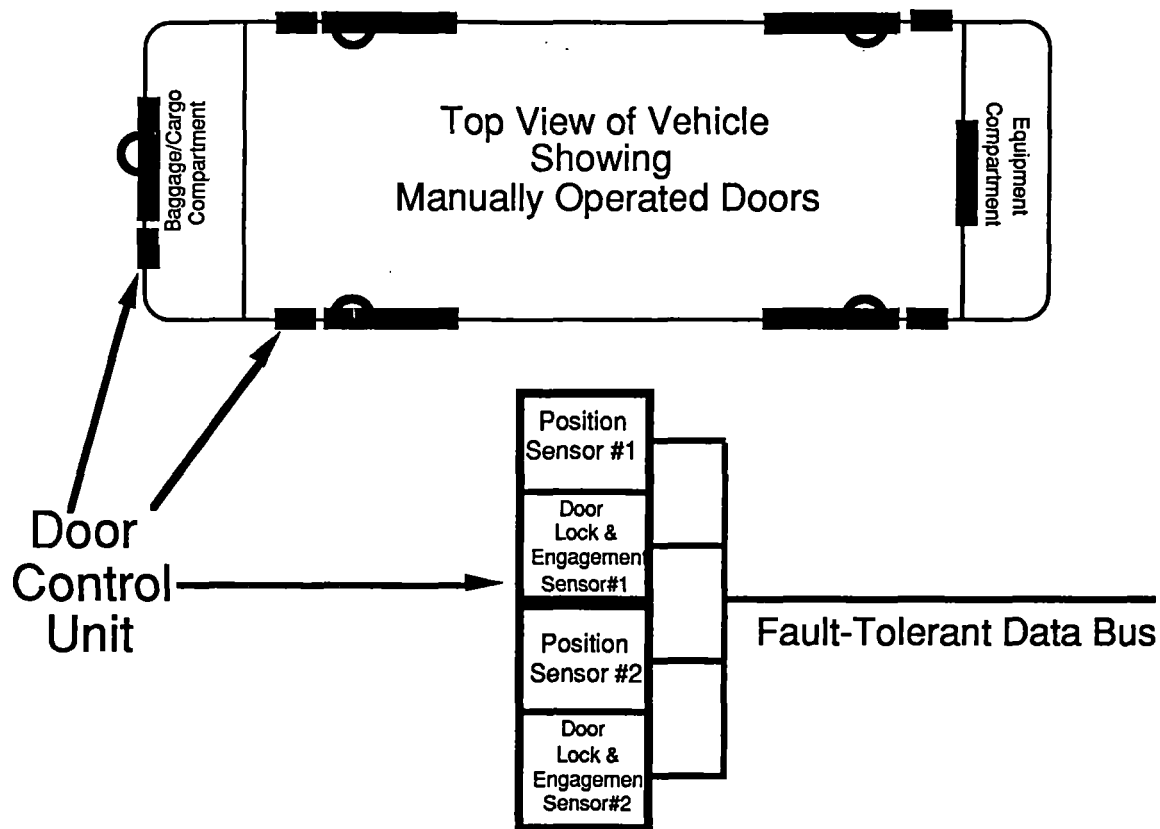 Baggage/Cargo
Compartment
Top View of Vehicle
Showing
Manually Operated Doors
Equipment
Compartment
Door
Control
Unit
Position
Sensor #1
Door
Lock &
Engagement
Sensor#1
Position
Sensor #2
Door
Lock &
Engagemen
Sensor#2
Fault-Tolerant Data Bus